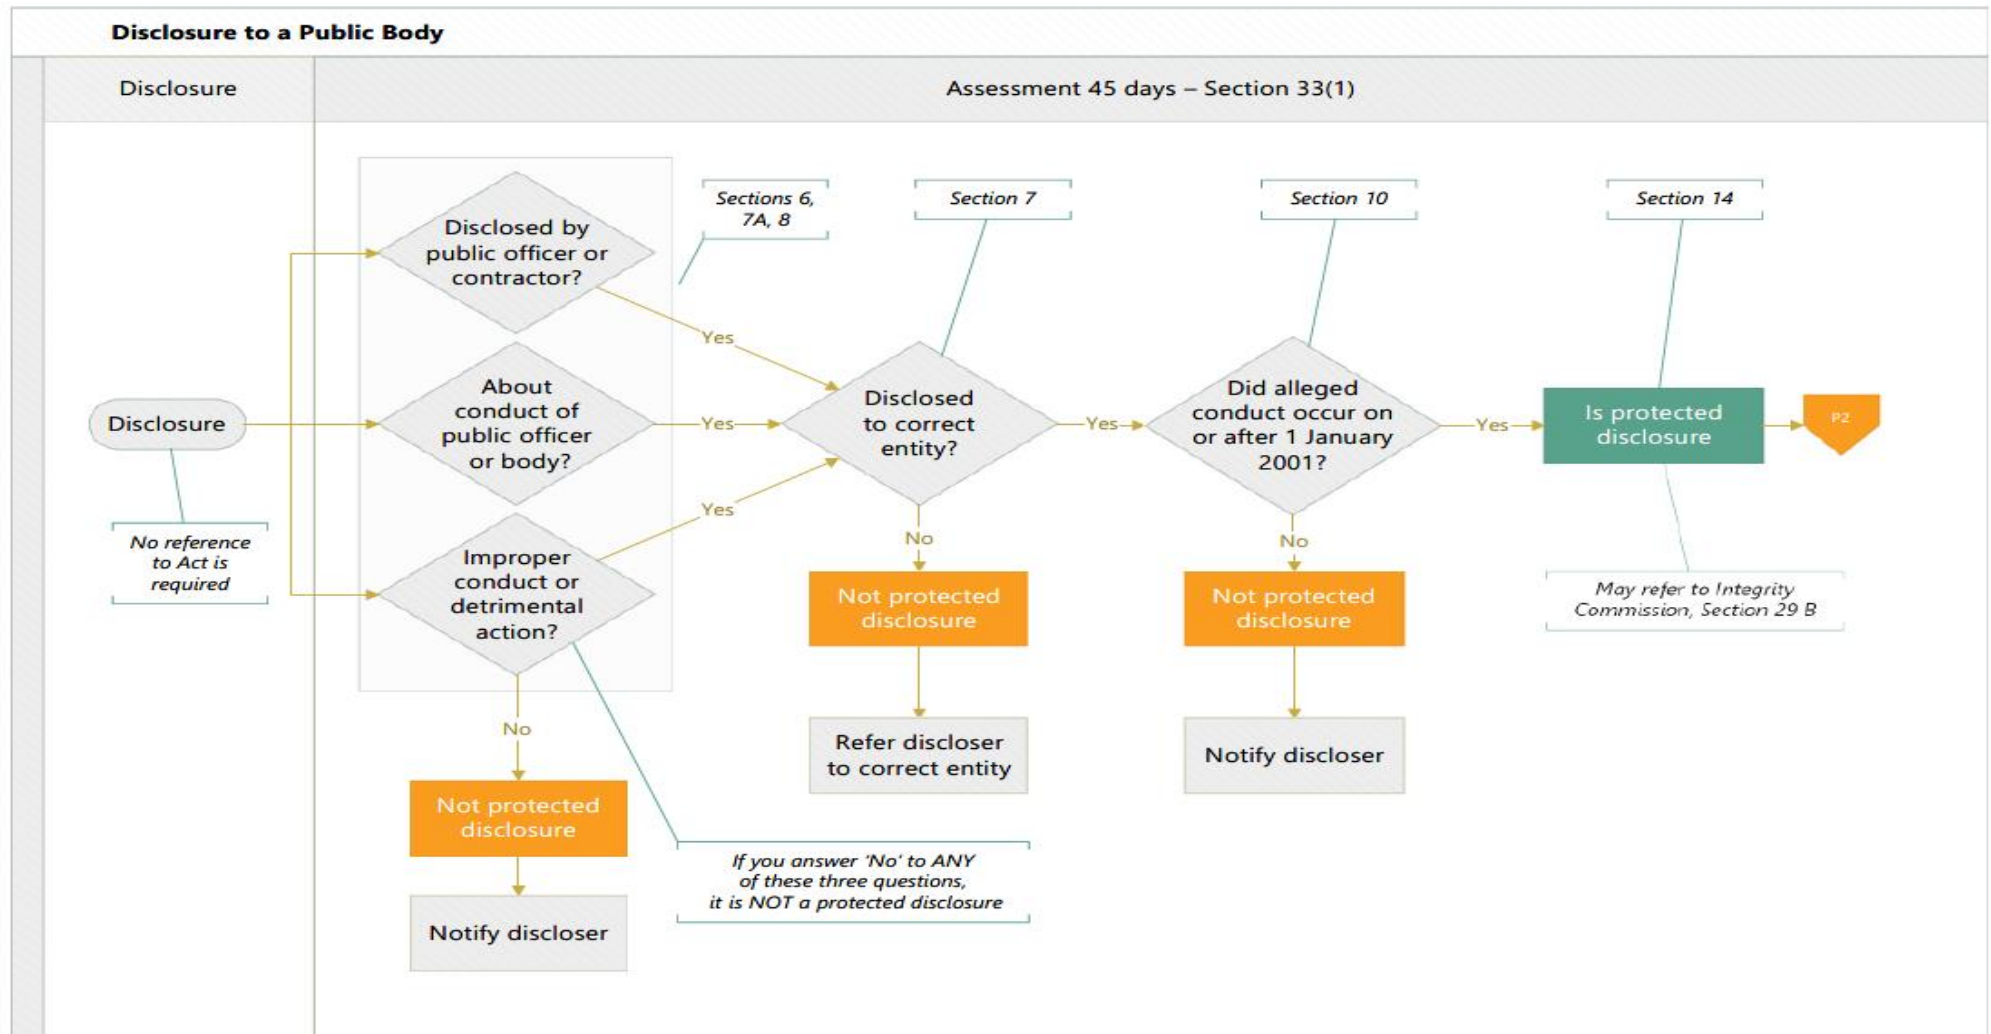 Disclosure to a Public Body
Disclosure
Assessment 45 days – Section 33(1)
Disclosed by
public officer or
contractor?
Sections 6,
7A, 8
Section 7
Section 10
Section 14
Yes
About
conduct of
public officer
or body?
Disclosure
Yes
Disclosed
to correct
entity?
Yes
Did alleged
conduct occur on
or after 1 January
2001?
Yes
Is protected
disclosure
P2
Yes
No reference
to Act is
required
Improper
conduct or
detrimental
action?
No
Not protected
disclosure
No
Not protected
disclosure
May refer to Integrity
Commission, Section 29 B
No
Refer discloser
to correct entity
Notify discloser
Not protected
disclosure
If you answer ‘No’ to ANY
of these three questions,
it is NOT a protected disclosure
Notify discloser